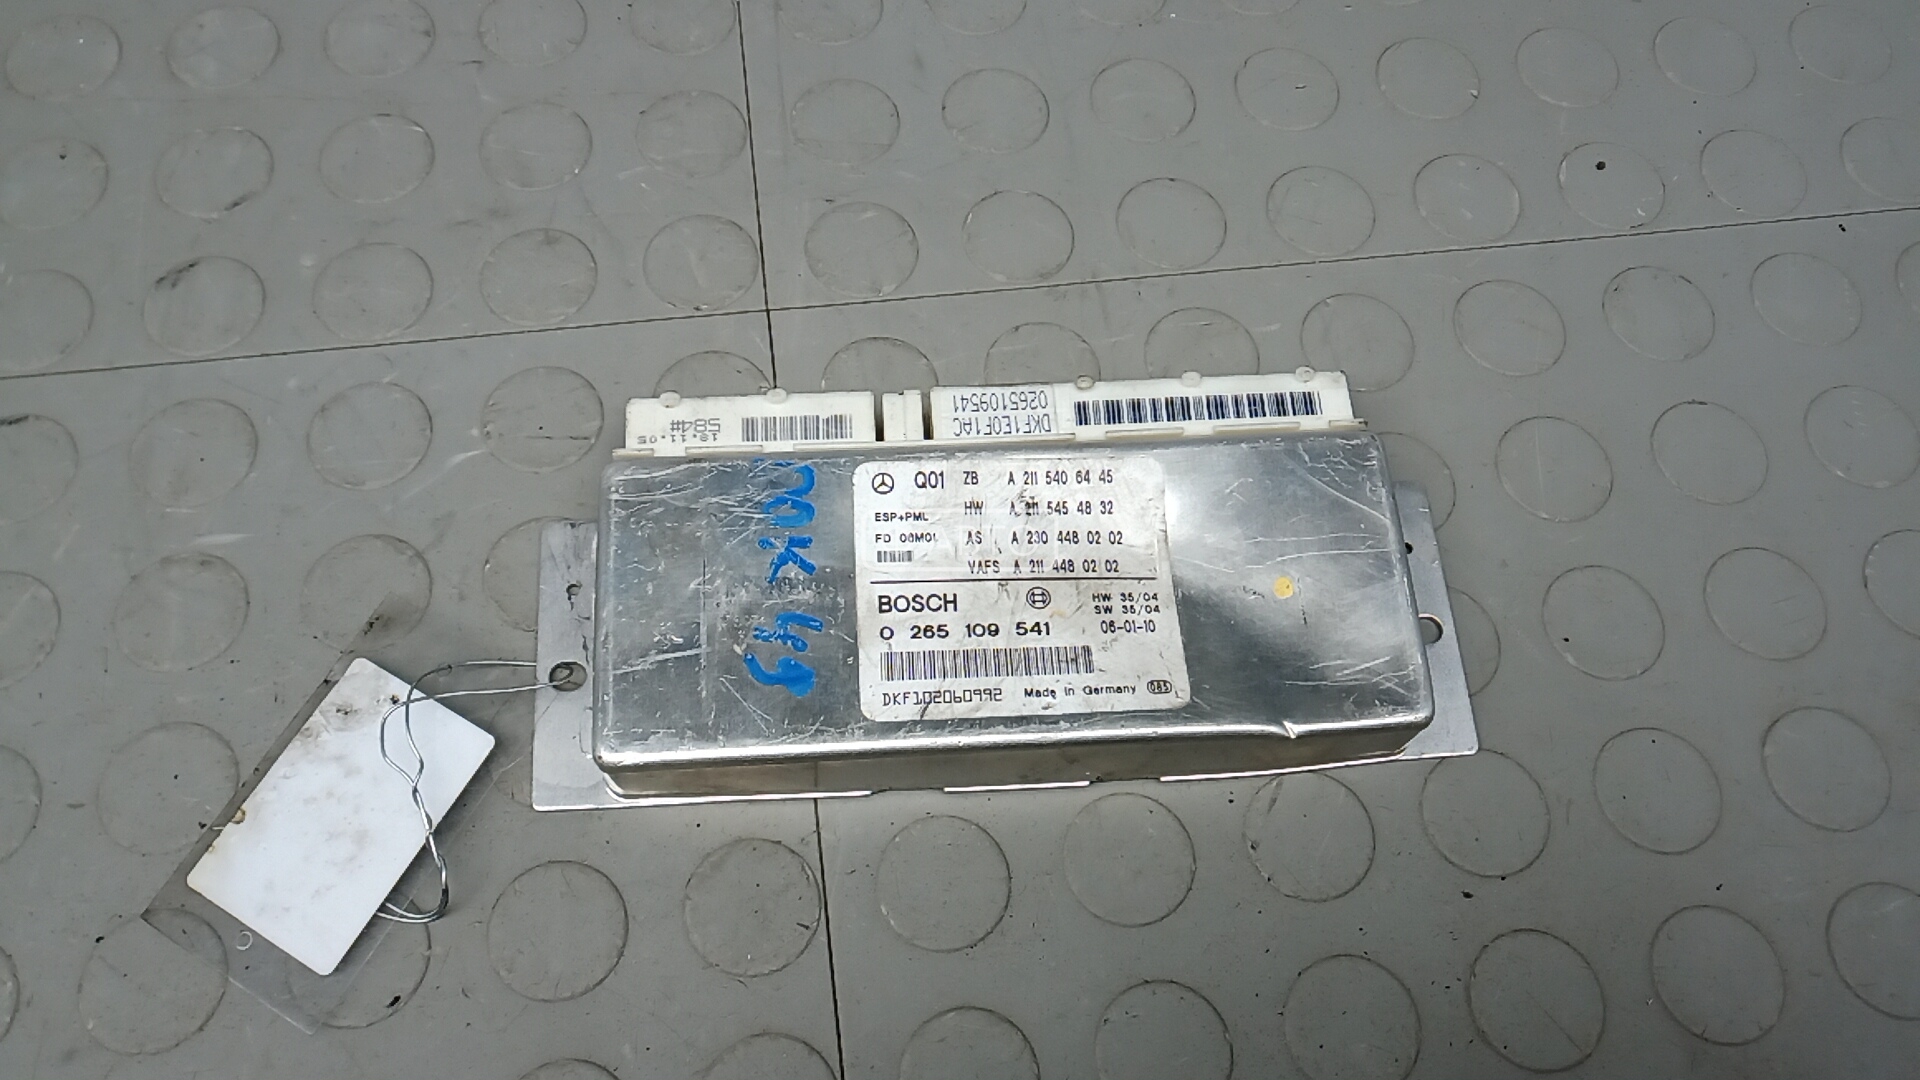 18.11.05
584#
DKF1E0F1AC
0265109541
Q01 ZB A 211 540 64 45
ESP+PML HW A 211 545 48 32
AS A 230 448 02 02
VAFS A 211 448 02 02
BOSCH HW 35/04
SW 35/04
0 265 109 541 06-01-10
DKF102060992 Made in Germany 085